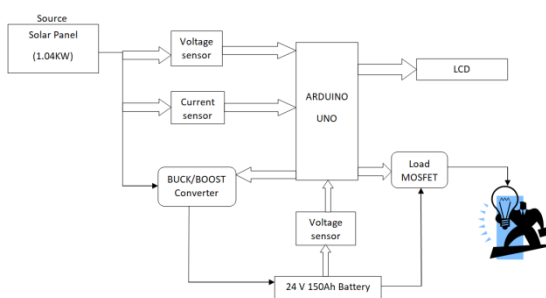 Source
Solar Panel
(1.04KW)
Voltage
sensor
Current
sensor
ARDUINO
UNO
LCD
BUCK/BOOST
Converter
Load
MOSFET
Voltage
sensor
24 V 150Ah Battery